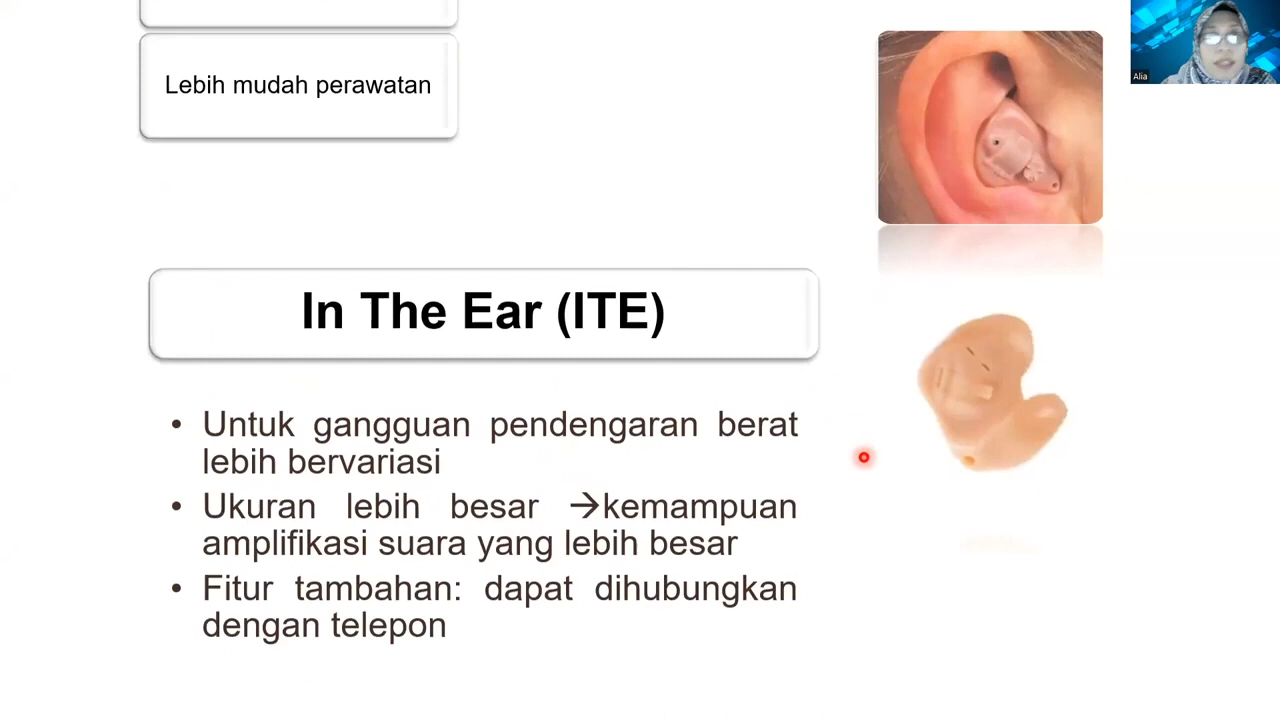 Lebih mudah perawatan
Alia
In The Ear (ITE)
• Untuk gangguan pendengaran berat
lebih bervariasi
• Ukuran lebih besar →kemampuan
amplifikasi suara yang lebih besar
• Fitur tambahan: dapat dihubungkan
dengan telepon